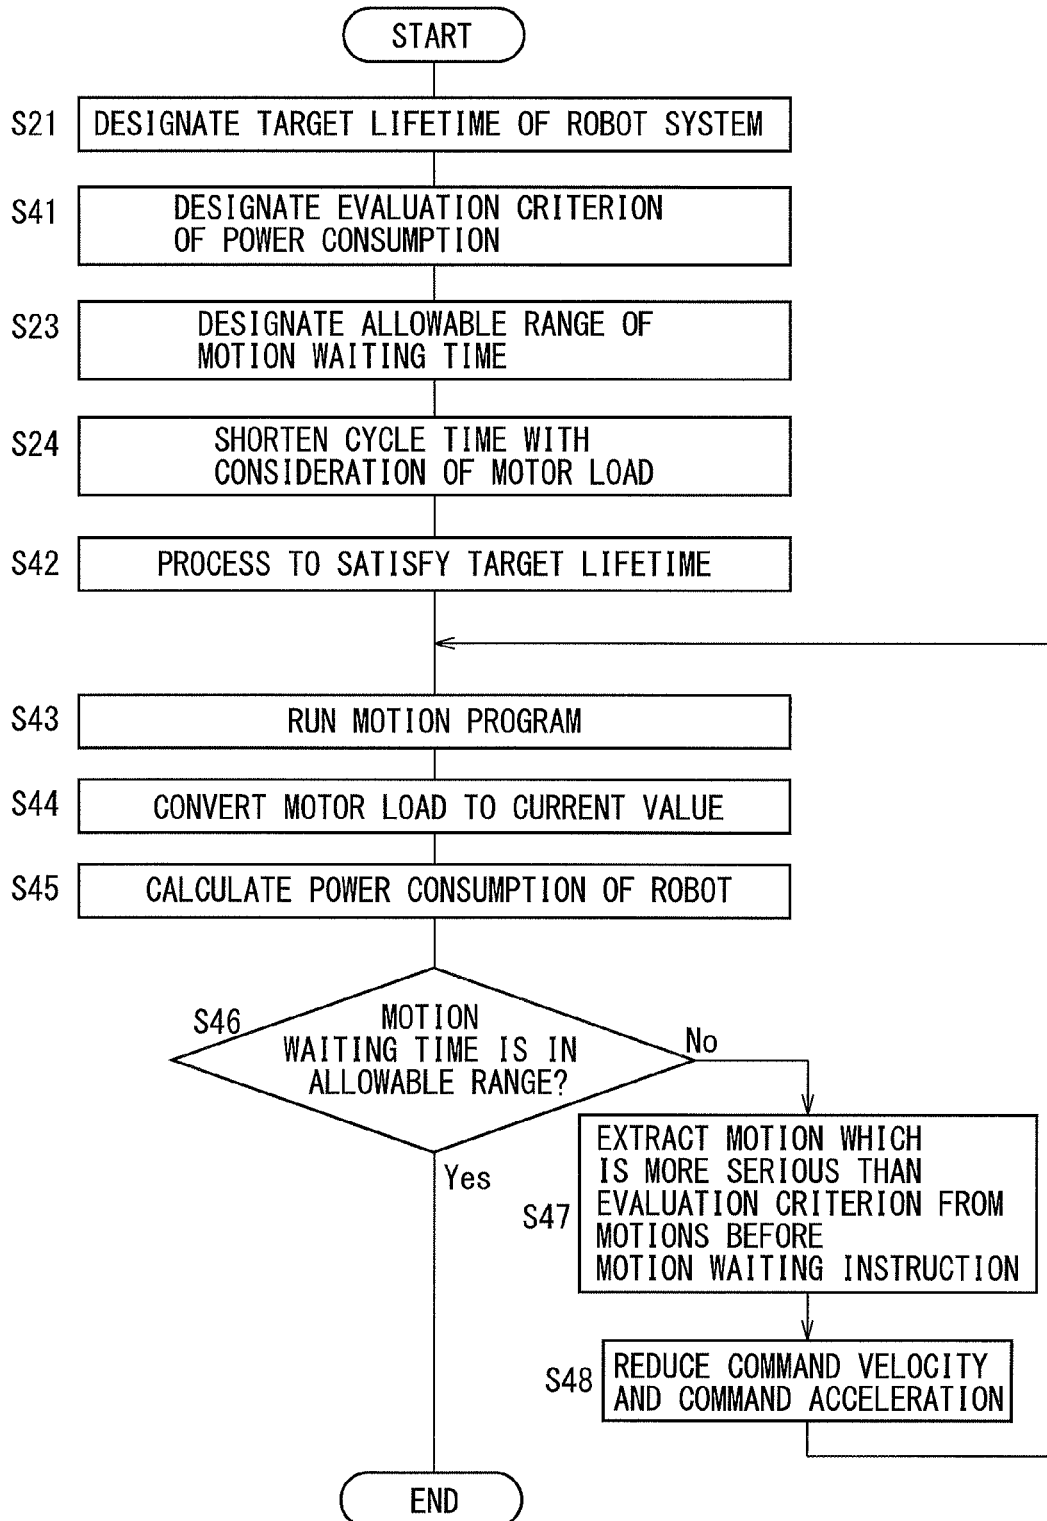 START
S21
DESIGNATE TARGET LIFETIME OF ROBOT SYSTEM
S41
DESIGNATE EVALUATION CRITERION
OF POWER CONSUMPTION
S23
DESIGNATE ALLOWABLE RANGE OF
MOTION WAITING TIME
S24
SHORTEN CYCLE TIME WITH
CONSIDERATION OF MOTOR LOAD
S42
PROCESS TO SATISFY TARGET LIFETIME
S43
RUN MOTION PROGRAM
S44
CONVERT MOTOR LOAD TO CURRENT VALUE
S45
CALCULATE POWER CONSUMPTION OF ROBOT
S46
MOTION
WAITING TIME IS IN
ALLOWABLE RANGE?
No
Yes
S47
EXTRACT MOTION WHICH
IS MORE SERIOUS THAN
EVALUATION CRITERION FROM
MOTIONS BEFORE
MOTION WAITING INSTRUCTION
S48
REDUCE COMMAND VELOCITY
AND COMMAND ACCELERATION
END